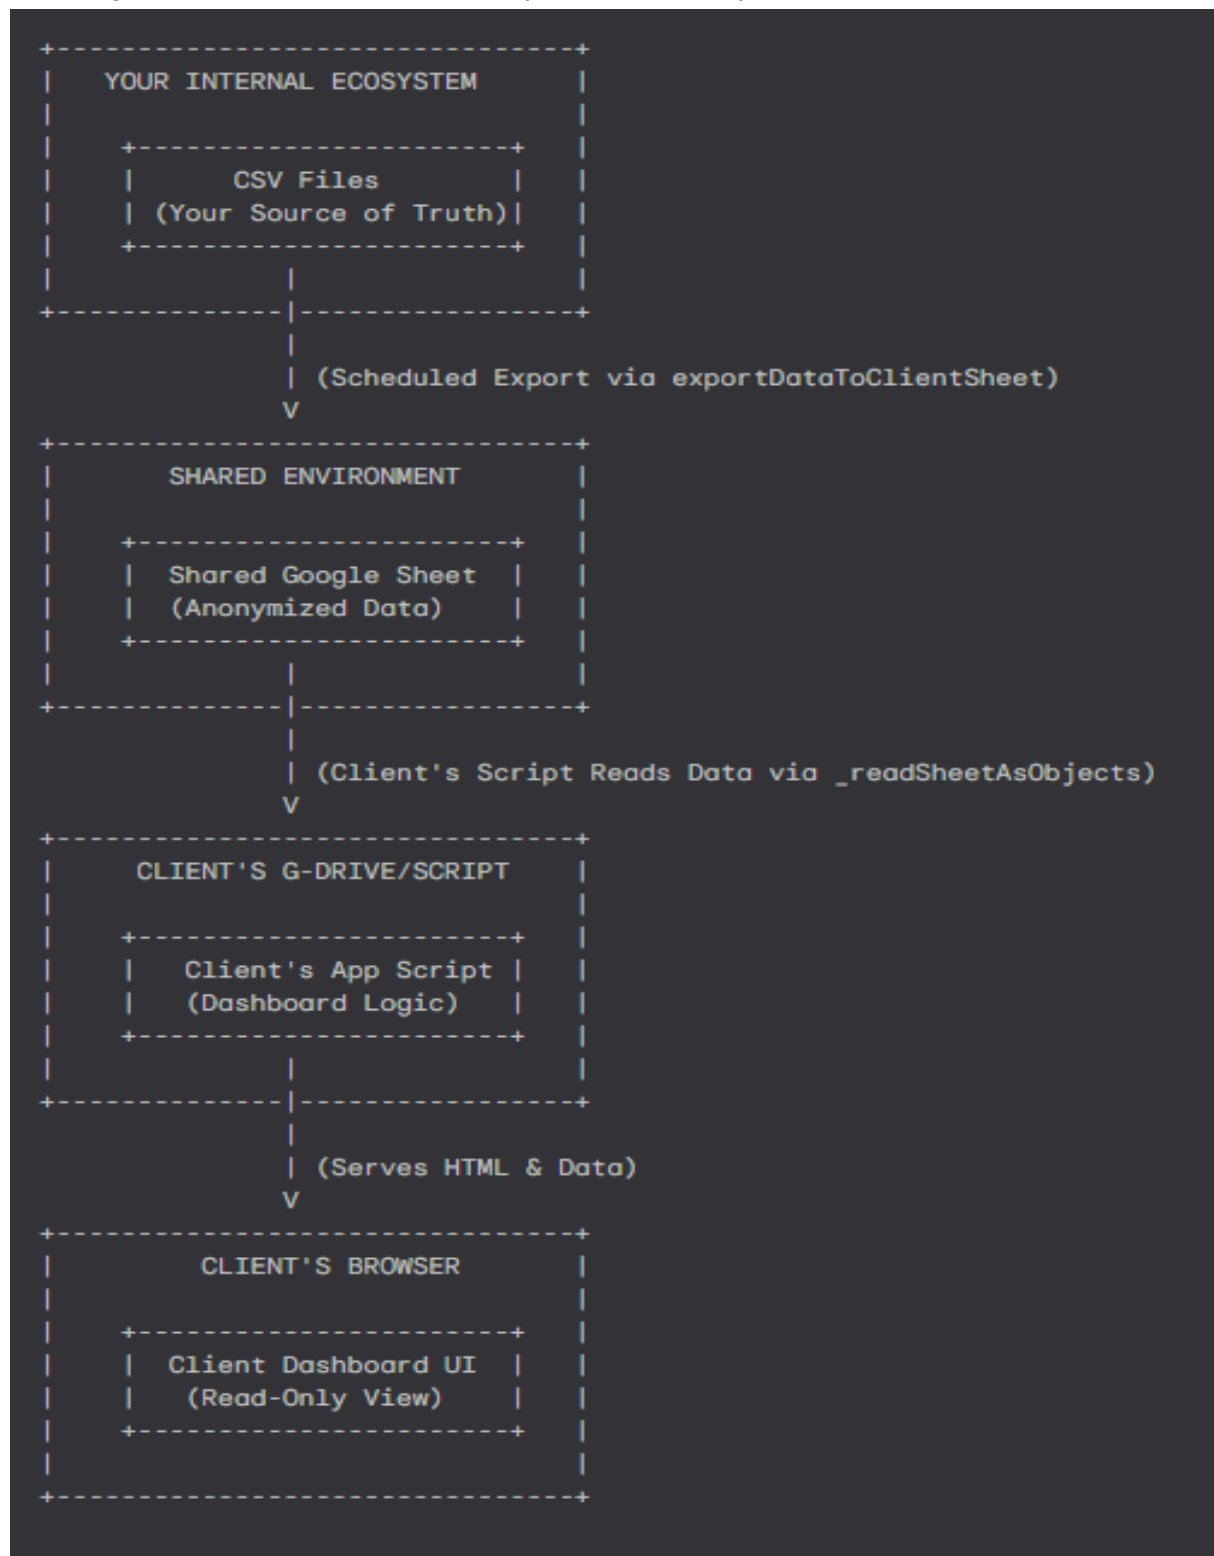 +--------------------------------+
|   YOUR INTERNAL ECOSYSTEM      |
|                                |
|    +-----------------------+   |
|    |      CSV Files        |   |
|    | (Your Source of Truth)|   |
|    +-----------------------+   |
|              |                 |
+--------------|-----------------+
               |
               | (Scheduled Export via exportDataToClientSheet)
               V
+--------------------------------+
|       SHARED ENVIRONMENT       |
|                                |
|    +-----------------------+   |
|    |  Shared Google Sheet  |   |
|    |  (Anonymized Data)    |   |
|    +-----------------------+   |
|              |                 |
+--------------|-----------------+
               |
               | (Client's Script Reads Data via _readSheetAsObjects)
               V
+--------------------------------+
|     CLIENT'S G-DRIVE/SCRIPT    |
|                                |
|    +-----------------------+   |
|    |   Client's App Script |   |
|    |   (Dashboard Logic)   |   |
|    +-----------------------+   |
|              |                 |
+--------------|-----------------+
               |
               | (Serves HTML & Data)
               V
+--------------------------------+
|         CLIENT'S BROWSER       |
|                                |
|    +-----------------------+   |
|    |  Client Dashboard UI  |   |
|    |   (Read-Only View)    |   |
|    +-----------------------+   |
|                                |
+--------------------------------+